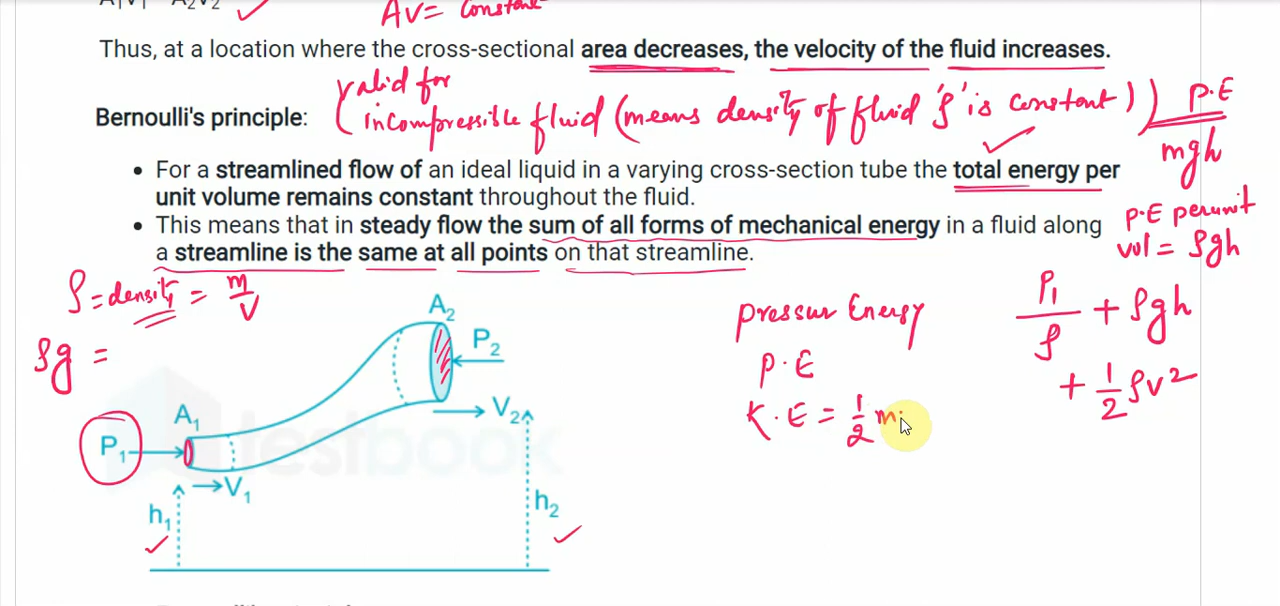 A₁V₁ A₂V₂
AV = constant
Thus, at a location where the cross-sectional area decreases, the velocity of the fluid increases.
valid for
Bernoulli's principle: (incompressible fluid (means density of fluid 'ρ' is constant))
P.E
mgh
• For a streamlined flow of an ideal liquid in a varying cross-section tube the total energy per
unit volume remains constant throughout the fluid.
• This means that in steady flow the sum of all forms of mechanical energy in a fluid along
a streamline is the same at all points on that streamline.
P.E perunit
vol = ρgh
ρ = density = m/V
ρg =
A₂
P₂
V₂
A₁
P₁
V₁
h₁
h₂
testbook
Pressur Energy
P.E
K.E = 1/2 m
P₁/ρ + ρgh
+ 1/2 ρv²